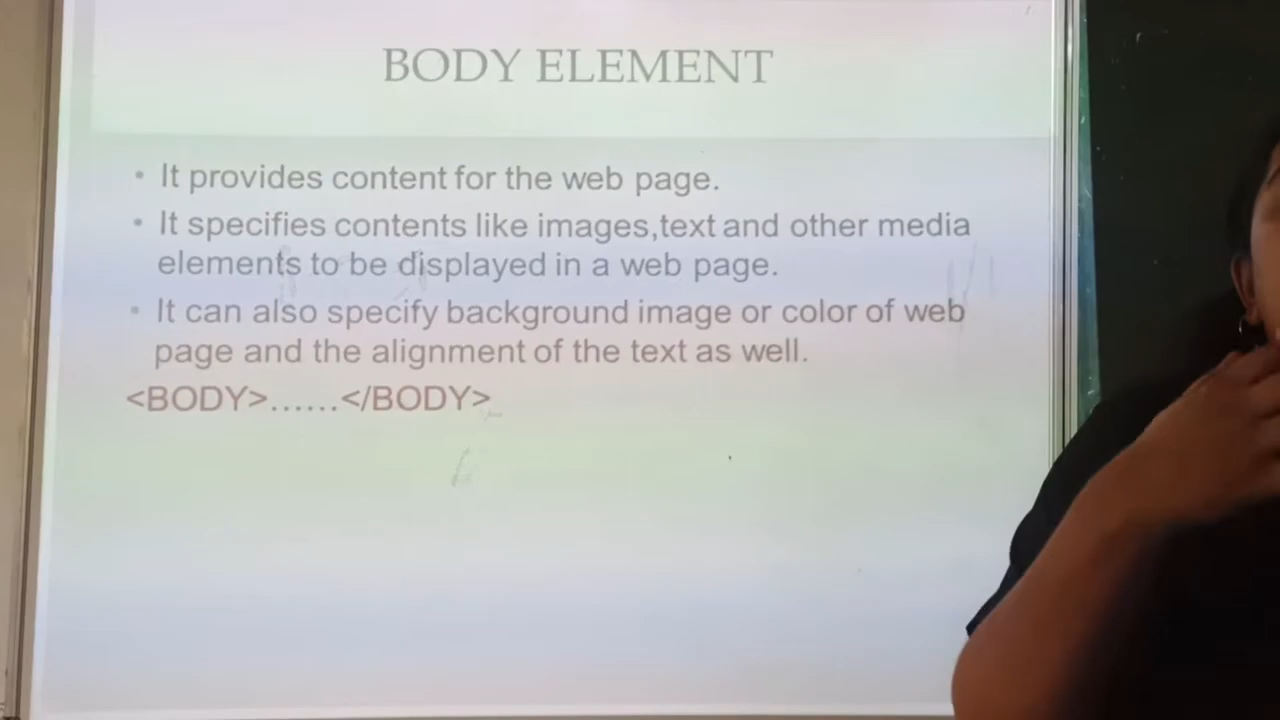 BODY ELEMENT
• It provides content for the web page.
• It specifies contents like images,text and other media
elements to be displayed in a web page.
• It can also specify background image or color of web
page and the alignment of the text as well.
<BODY>......</BODY>